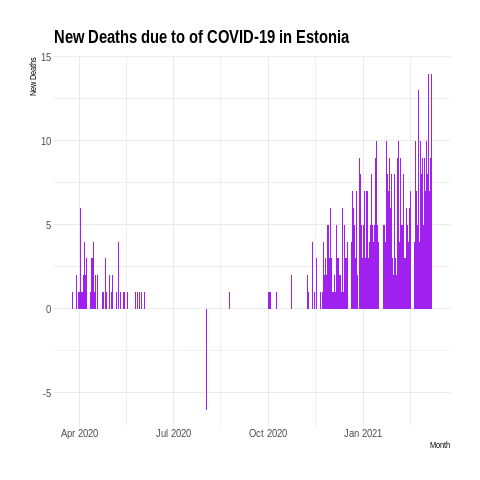 New Deaths due to of COVID-19 in Estonia
New Deaths
15
10
5
0
-5
Apr 2020 Jul 2020 Oct 2020 Jan 2021
Month